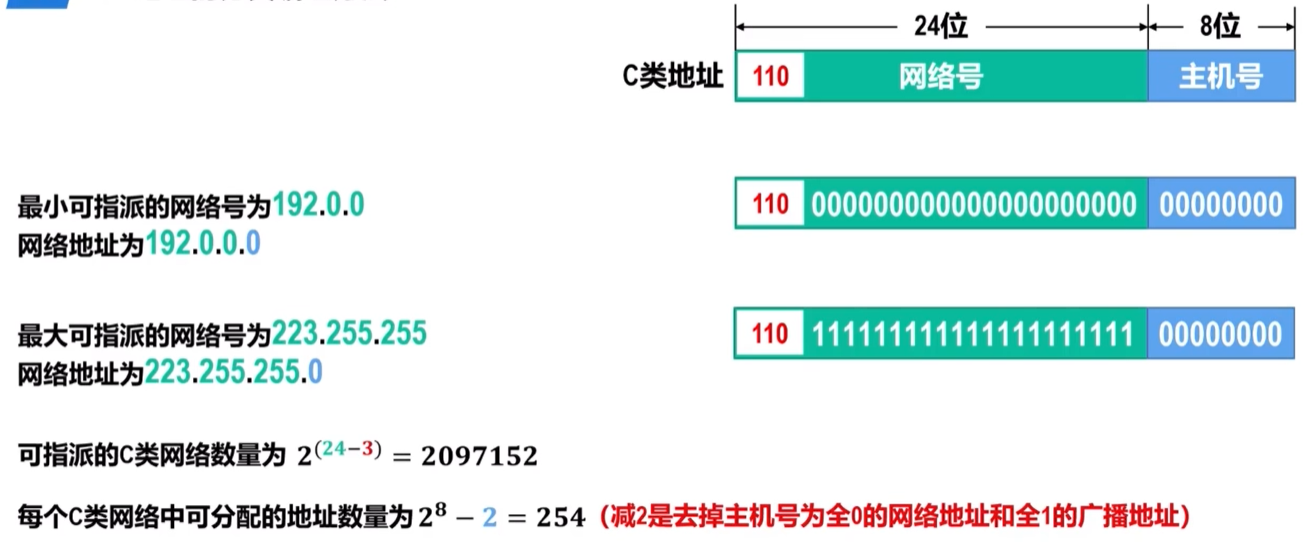 24位 8位
C类地址 110 网络号 主机号
最小可指派的网络号为192.0.0
网络地址为192.0.0.0
110 000000000000000000000 00000000
最大可指派的网络号为223.255.255
网络地址为223.255.255.0
110 111111111111111111111 00000000
可指派的C类网络数量为 2^(24−3) = 2097152
每个C类网络中可分配的地址数量为 2^8 − 2 = 254 (减2是去掉主机号为全0的网络地址和全1的广播地址)